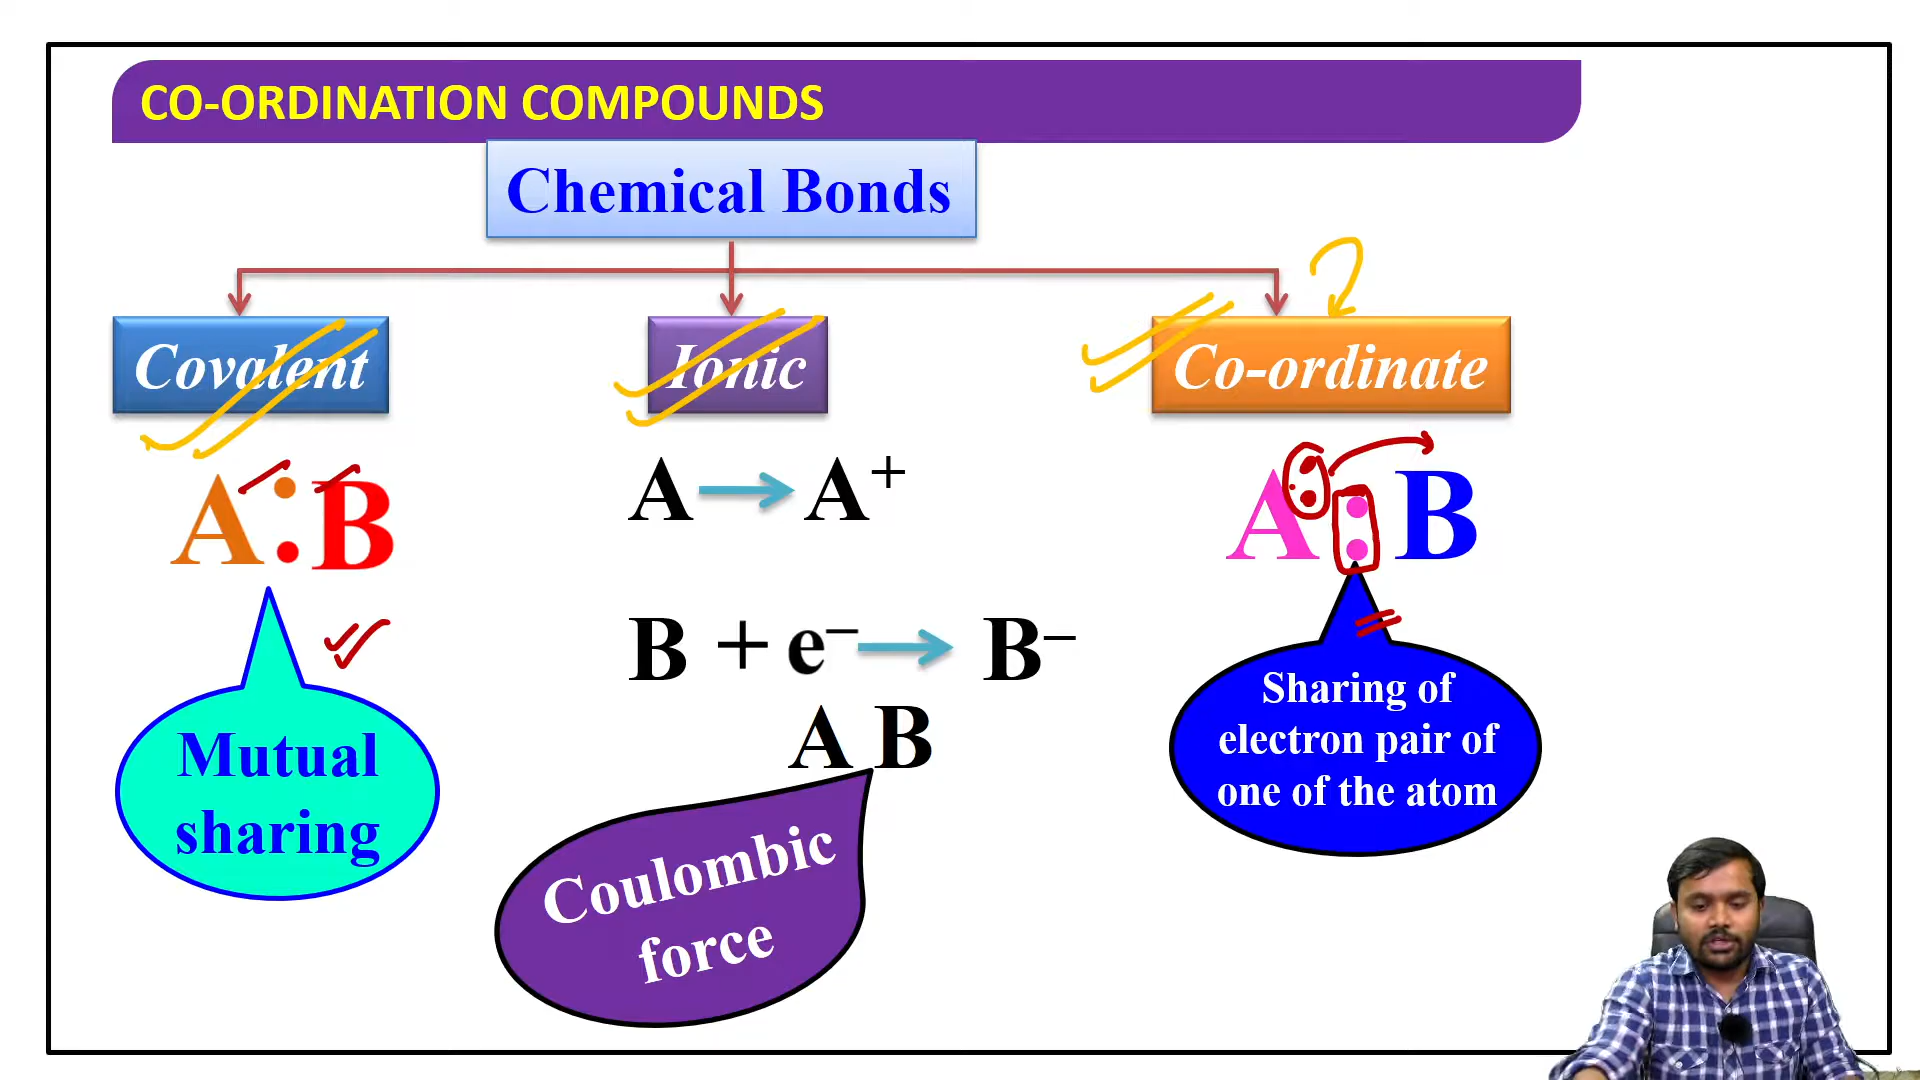 CO-ORDINATION COMPOUNDS
Chemical Bonds
Covalent
Ionic
Co-ordinate
A : B
A → A⁺
A : B
B + e⁻ → B⁻
A B
Mutual
sharing
Coulombic
force
Sharing of
electron pair of
one of the atom